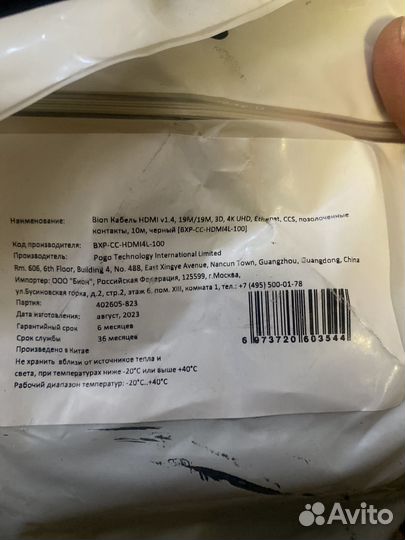 Наименование: Bion Кабель HDMI v1.4, 19M/19M, 3D, 4K UHD, Ethernet, CCS, позолоченные
контакты, 10м, черный [BXP-CC-HDMI4L-100]
Код производителя: BXP-CC-HDMI4L-100
Производитель: Pogo Technology International Limited
Rm. 606, 6th Floor, Building 4, No. 488, East Xingye Avenue, Nancun Town, Guangzhou, Guangdong, China
Импортер: ООО "Бион", Российская Федерация, 125599, г.Москва,
ул.Бусиновская горка, д.2, стр.2, этаж 6, пом. XIII, комната 1, тел.: +7 (495) 500-01-78
Партия: 402605-823
Дата изготовления: август, 2023
Гарантийный срок 6 месяцев
Срок службы 36 месяцев
Произведено в Китае
Не хранить вблизи от источников тепла и
света, при температурах ниже -20°C или выше +40°C
Рабочий диапазон температур: -20°C..+40°C
6 973720 603544
Avito